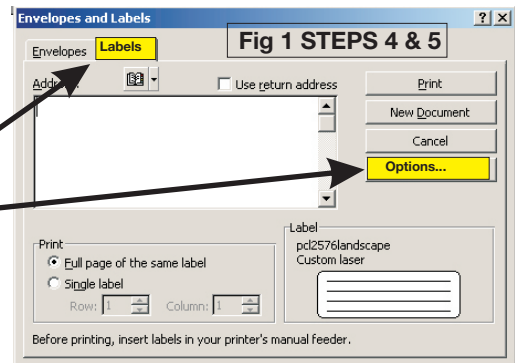 Envelopes and Labels
Fig 1 STEPS 4 & 5
Envelopes
Labels
Use return address
Print
New Document
Cancel
Options...
Print
Full page of the same label
Single label
Row: 1 Column: 1
Label
pcl2576landscape
Custom laser
Before printing, insert labels in your printer's manual feeder.